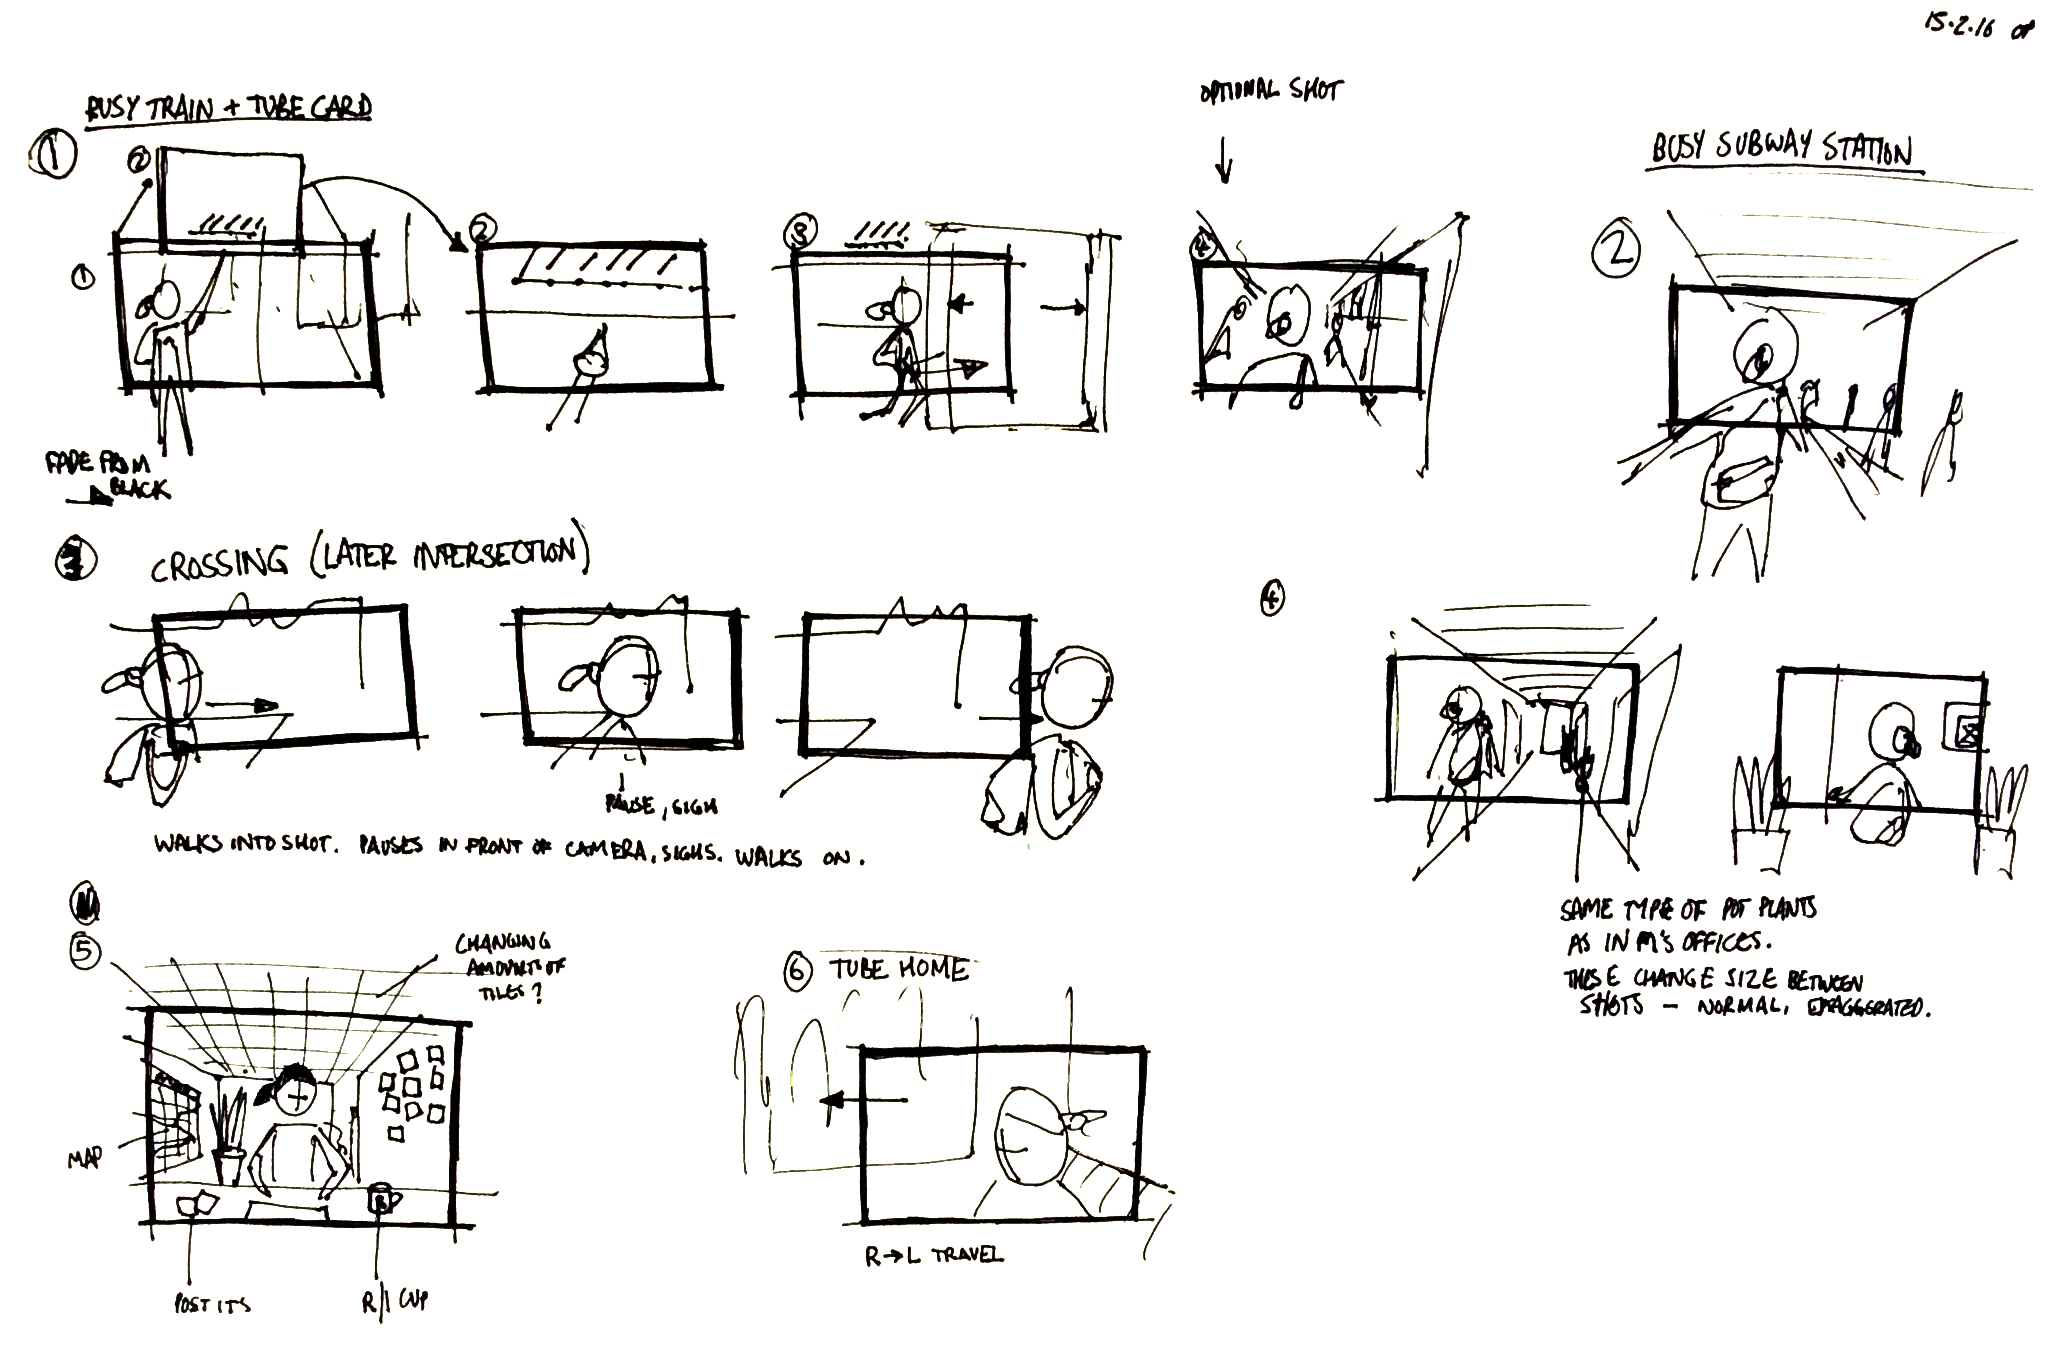 15.2.16 OP
BUSY TRAIN + TUBE CARD
1
2
1
2
3
OPTIONAL SHOT
4
BUSY SUBWAY STATION
2
FADE FROM
BLACK
3
CROSSING (LATER INTERSECTION)
PAUSE, SIGH
WALKS INTO SHOT. PAUSES IN FRONT OF CAMERA, SIGHS. WALKS ON.
4
SAME TYPE OF POT PLANTS
AS IN M'S OFFICES.
THESE CHANGE SIZE BETWEEN
SHOTS — NORMAL, EXAGGERATED.
5
CHANGING
AMOUNTS OF
TILES?
MAP
POST ITS
R/I CUP
6 TUBE HOME
R→L TRAVEL